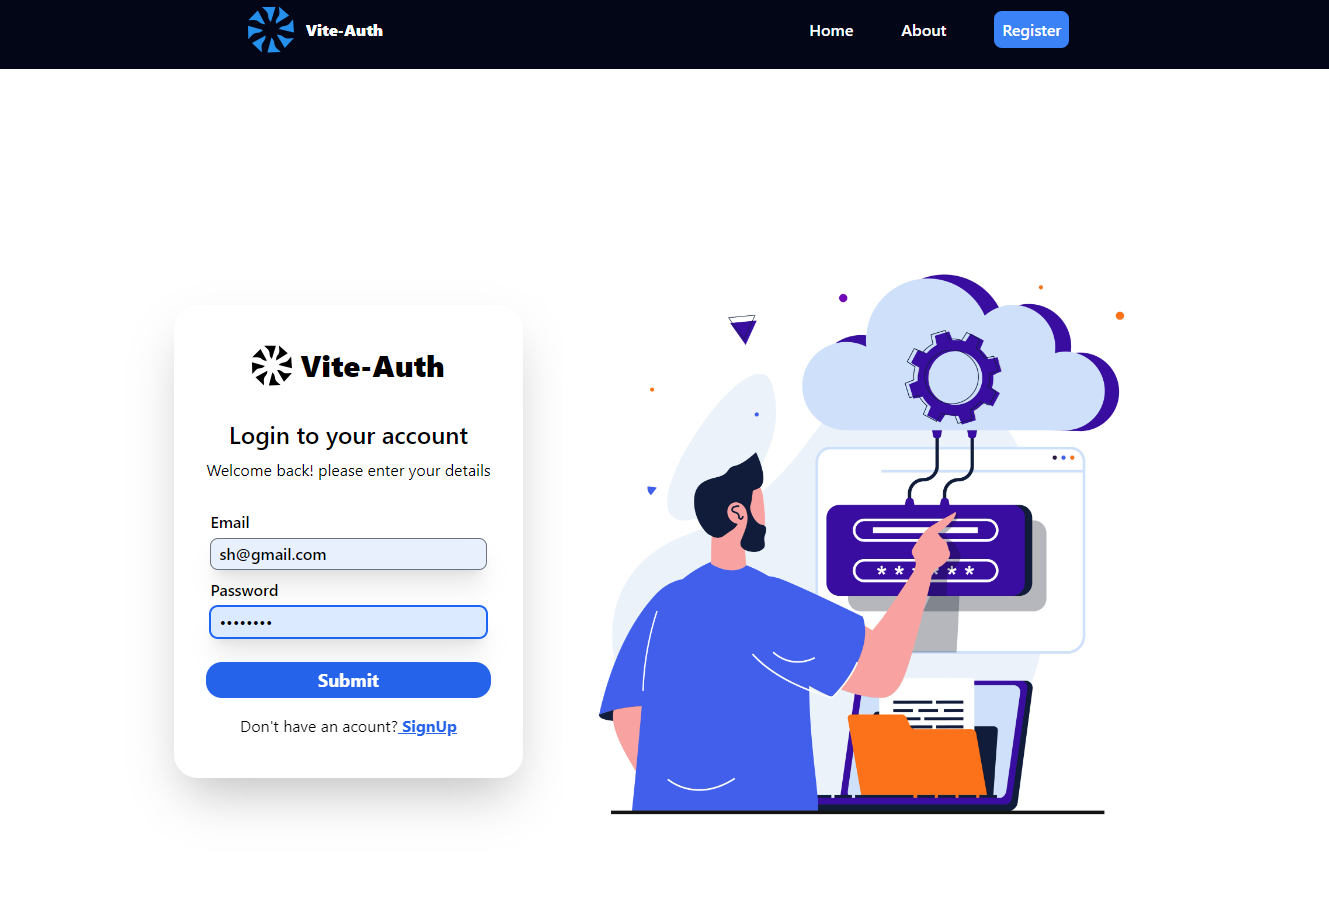 Vite-Auth
Home
About
Register
Vite-Auth
Login to your account
Welcome back! please enter your details
Email
sh@gmail.com
Password
••••••••
Submit
Don't have an acount? SignUp
* * * * *